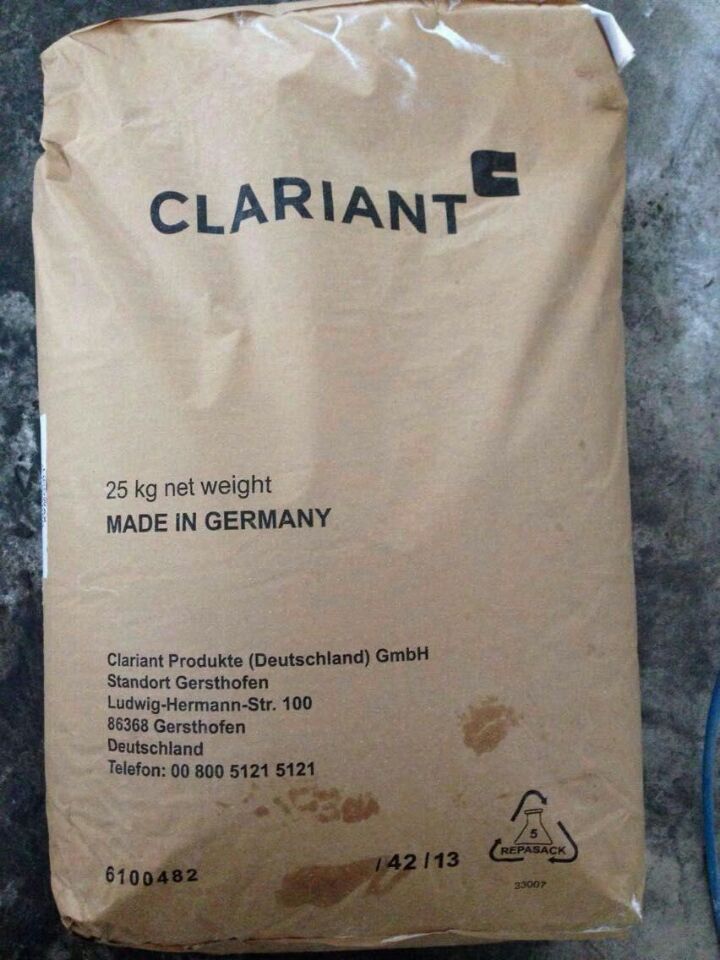 CLARIANT
25 kg net weight
MADE IN GERMANY
Clariant Produkte (Deutschland) GmbH
Standort Gersthofen
Ludwig-Hermann-Str. 100
86368 Gersthofen
Deutschland
Telefon: 00 800 5121 5121
6100482
/ 42 / 13
5
REPASACK
33007